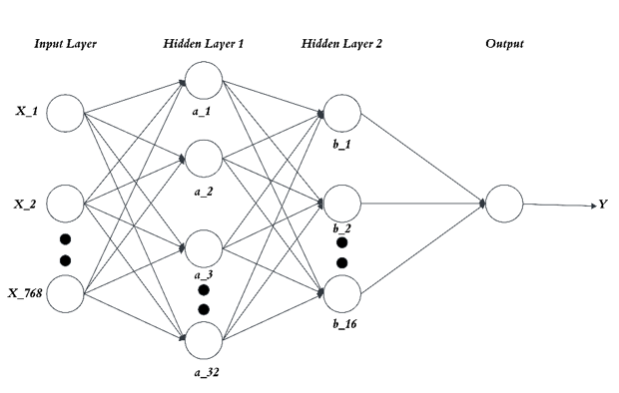 Input Layer
Hidden Layer 1
Hidden Layer 2
Output
X_1
X_2
X_768
a_1
a_2
a_3
a_32
b_1
b_2
b_16
Y